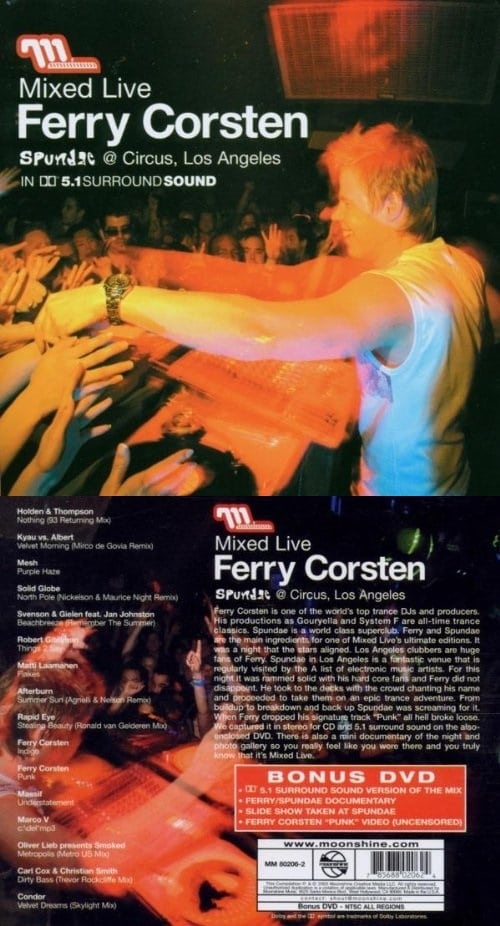 Mixed Live
Ferry Corsten
Spundae @ Circus, Los Angeles
IN 5.1 SURROUND SOUND
Holden & Thompson
Nothing (93 Returning Mix)
Kyau vs. Albert
Velvet Morning (Mirco de Govia Remix)
Mesh
Purple Haze
Solid Globe
North Pole (Nickelson & Maurice Night Remix)
Svenson & Gielen feat. Jan Johnston
Beachbreeze (Remember The Summer)
Robert
Matti Laamanen
Flakes
Afterburn
Summer Sun (Agnelli & Nelson Remix)
Rapid Eye
Stealing Beauty (Ronald van Gelderen Mix)
Ferry Corsten
Indigo
Ferry Corsten
Punk
Massif
Understatement
Marco V
c:\del*mp3
Oliver Lieb presents Smoked
Metropolis (Metro US Mix)
Carl Cox & Christian Smith
Dirty Bass (Trevor Rockcliffe Mix)
Condor
Velvet Dreams (Skylight Mix)
Mixed Live
Ferry Corsten
Spundae @ Circus, Los Angeles
Ferry Corsten is one of the world's top trance DJs and producers.
His productions as Gouryella and System F are all-time trance
classics. Spundae is a world class superclub. Ferry and Spundae
are the main ingredients for one of Mixed Live's ultimate editions. It
was a night that the stars aligned. Los Angeles clubbers are huge
fans of Ferry. Spundae in Los Angeles is a fantastic venue that is
regularly visited by the A list of electronic music artists. For this
night it was rammed solid with his hard core fans and Ferry did not
disappoint. He took to the decks with the crowd chanting his name
and proceeded to take them on an epic trance adventure. From
buildup to breakdown and back up Spundae was screaming for it.
When Ferry dropped his signature track "Punk" all hell broke loose.
We captured it in stereo for CD and 5.1 surround sound on the also-
enclosed DVD. There is also a mini documentary of the night and
photo gallery so you really feel like you were there and you truly
know that it's Mixed Live.
BONUS DVD
• 5.1 SURROUND SOUND VERSION OF THE MIX
• FERRY/SPUNDAE DOCUMENTARY
• SLIDE SHOW TAKEN AT SPUNDAE
• FERRY CORSTEN "PUNK" VIDEO (UNCENSORED)
www.moonshine.com
MM 80206-2
7 85688 02062 4
contact: shout@moonshine.com
Bonus DVD - NTSC ALL REGIONS
Dolby and the symbol are trademarks of Dolby Laboratories.